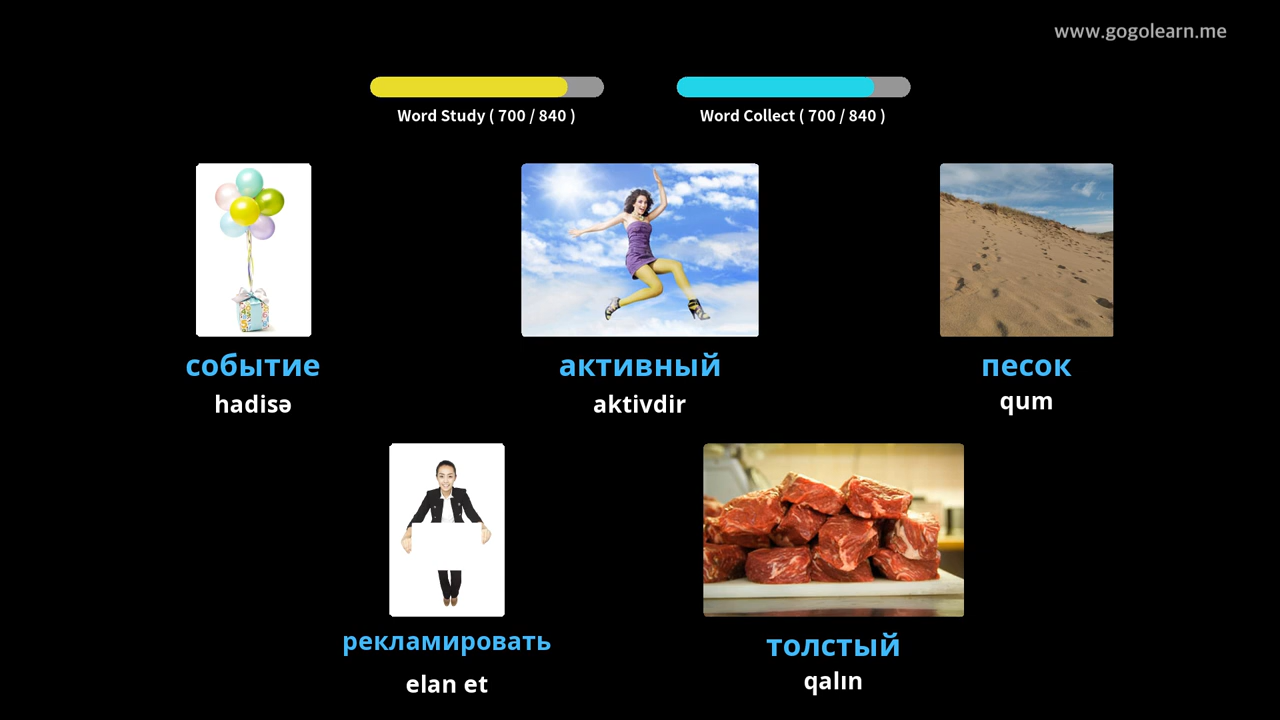 www.gogolearn.me
Word Study ( 700 / 840 )
Word Collect ( 700 / 840 )
событие
hadisə
активный
aktivdir
песок
qum
рекламировать
elan et
толстый
qalın